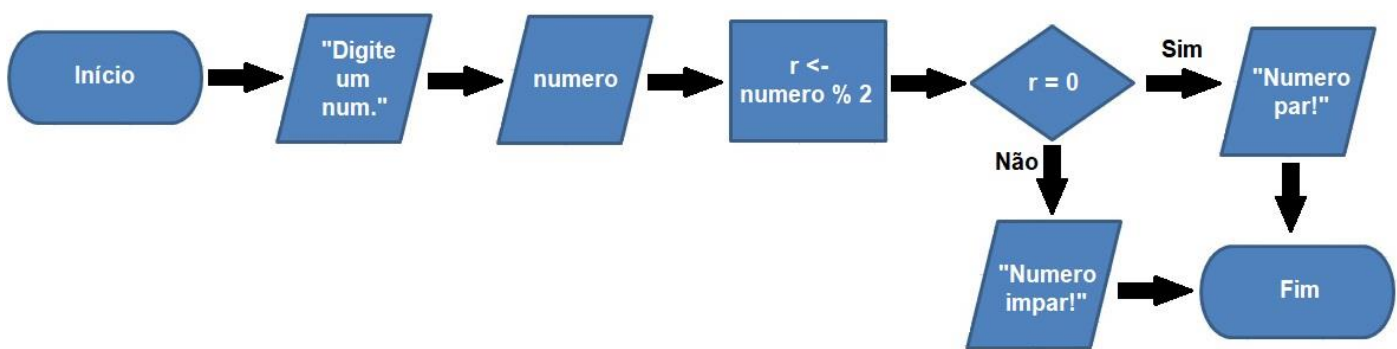 Início
"Digite
um
num."
numero
r <-
numero % 2
r = 0
Sim
"Numero
par!"
Não
"Numero
impar!"
Fim